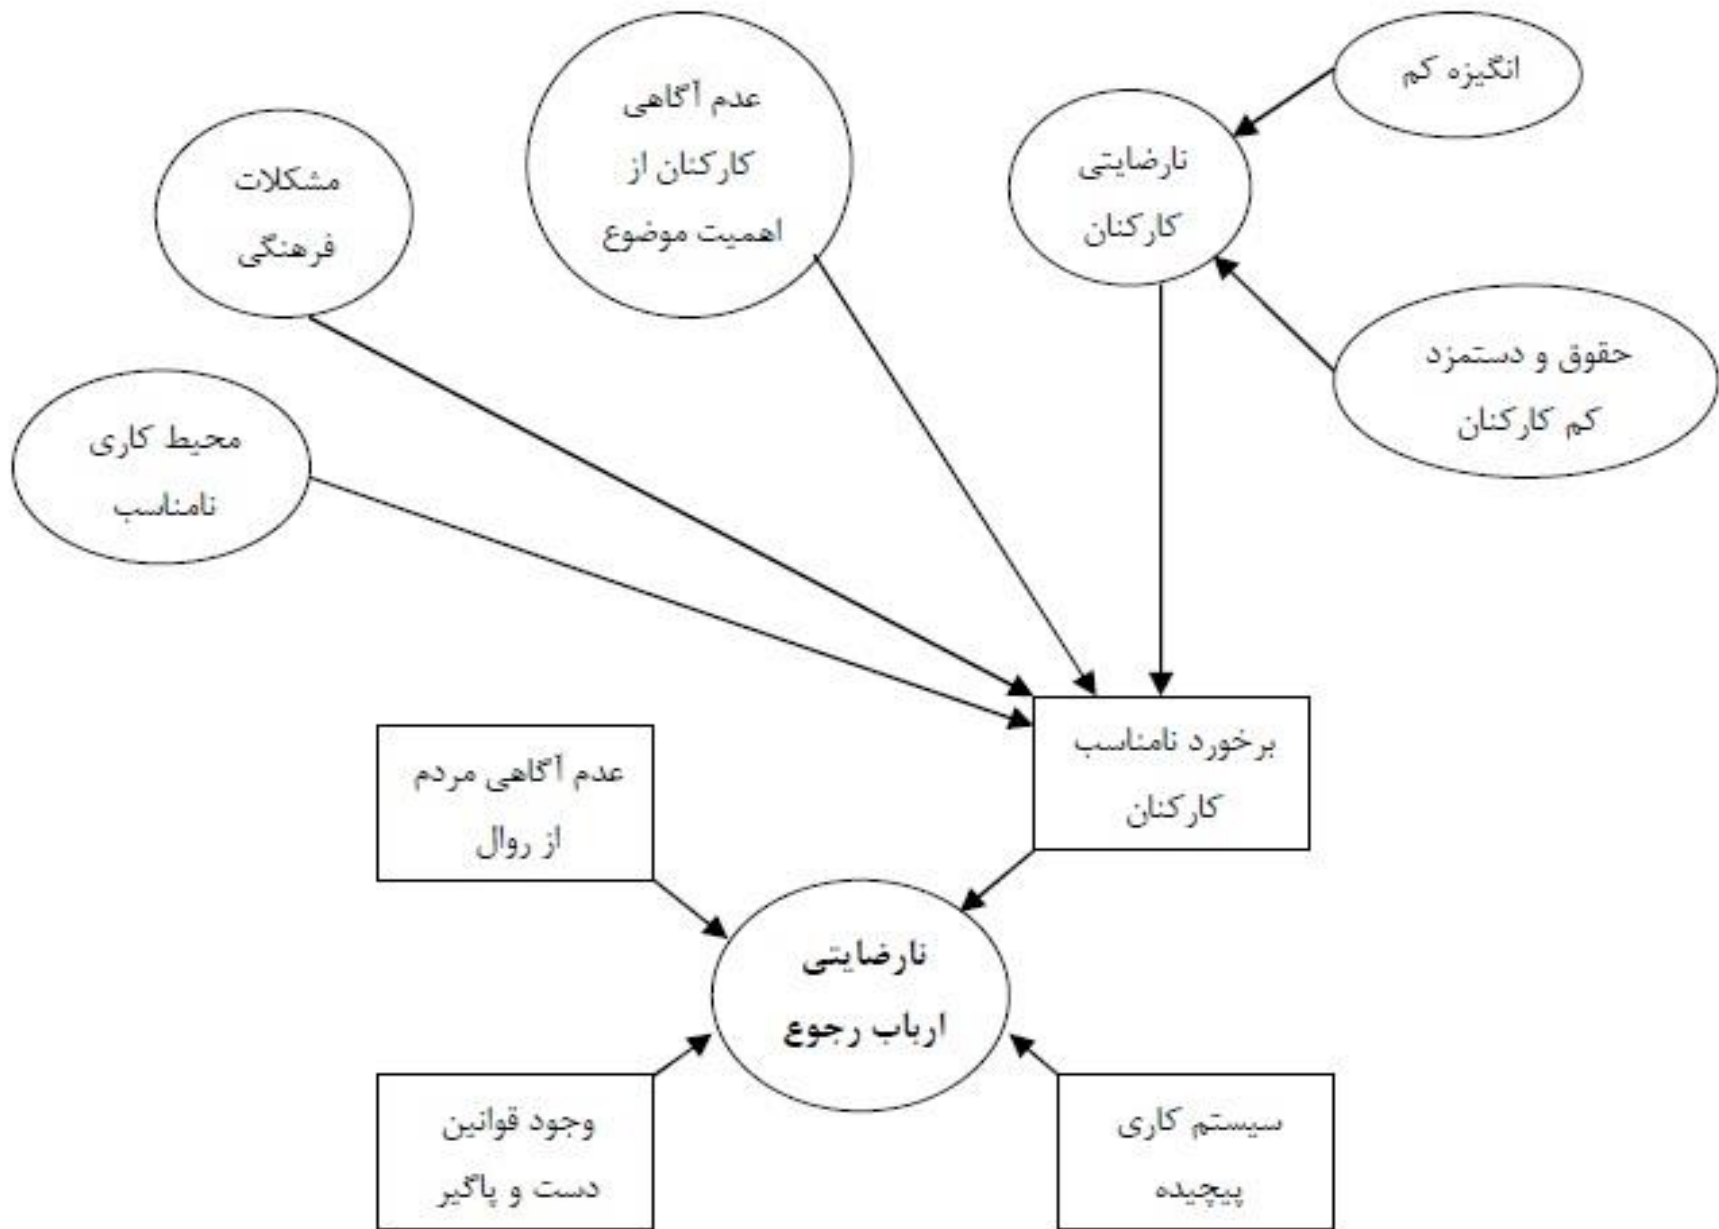 انگیزه کم
عدم آگاهی
کارکنان از
اهمیت موضوع
نارضایتی
کارکنان
مشکلات
فرهنگی
حقوق و دستمزد
کم کارکنان
محیط کاری
نامناسب
برخورد نامناسب
کارکنان
عدم آگاهی مردم
از روال
نارضایتی
ارباب رجوع
سیستم کاری
پیچیده
وجود قوانین
دست و پاگیر